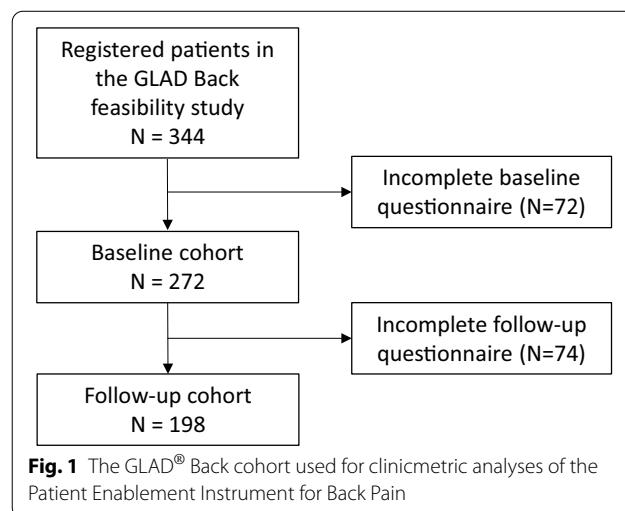 Registered patients in
the GLAD Back
feasibility study
N = 344
Incomplete baseline
questionnaire (N=72)
Baseline cohort
N = 272
Incomplete follow-up
questionnaire (N=74)
Follow-up cohort
N = 198
Fig. 1 The GLAD® Back cohort used for clinicmetric analyses of the
Patient Enablement Instrument for Back Pain